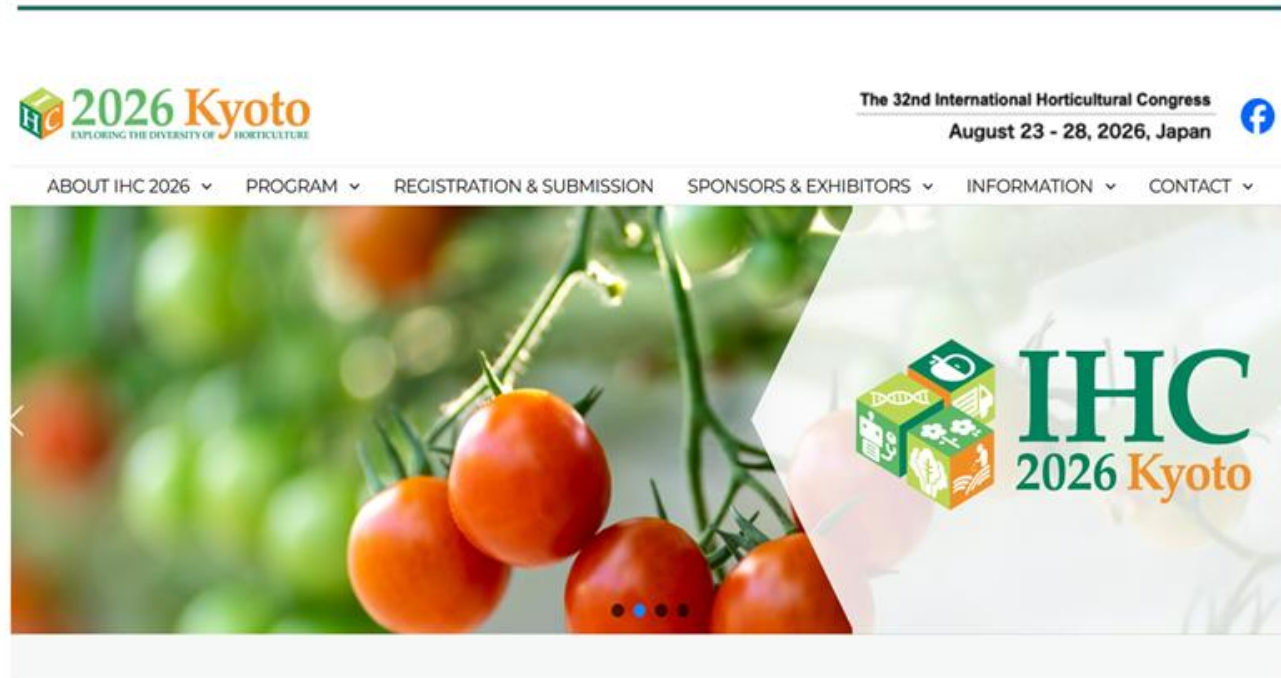 IHC
2026 Kyoto
EXPLORING THE DIVERSITY OF HORTICULTURE
The 32nd International Horticultural Congress
August 23 - 28, 2026, Japan
ABOUT IHC 2026 PROGRAM REGISTRATION & SUBMISSION SPONSORS & EXHIBITORS INFORMATION CONTACT
IHC
2026 Kyoto